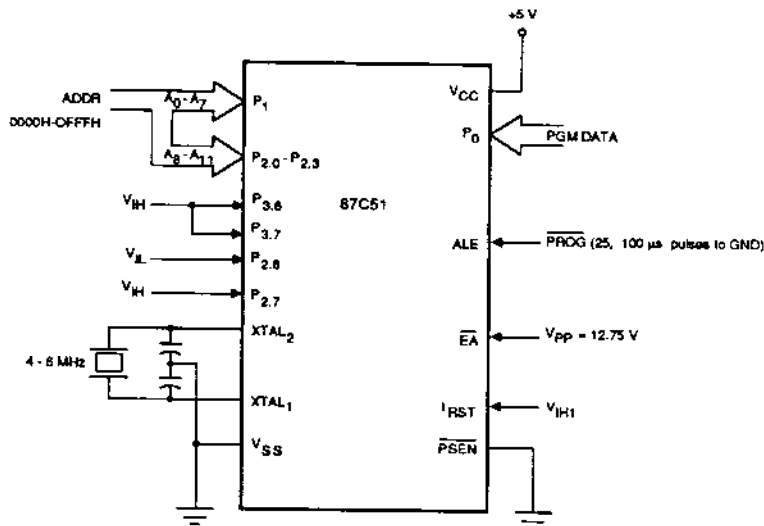 +5 V
ADDR
0000H-OFFFH
A0-A7
A8-A11
P1
P2.0-P2.3
VIH
P3.6
P3.7
VIL
P2.6
VIH
P2.7
XTAL2
4 - 6 MHz
XTAL1
VSS
87C51
VCC
P0
PGM DATA
ALE
PROG (25, 100 µs pulses to GND)
EA
VPP = 12.75 V
RST
VIH1
PSEN